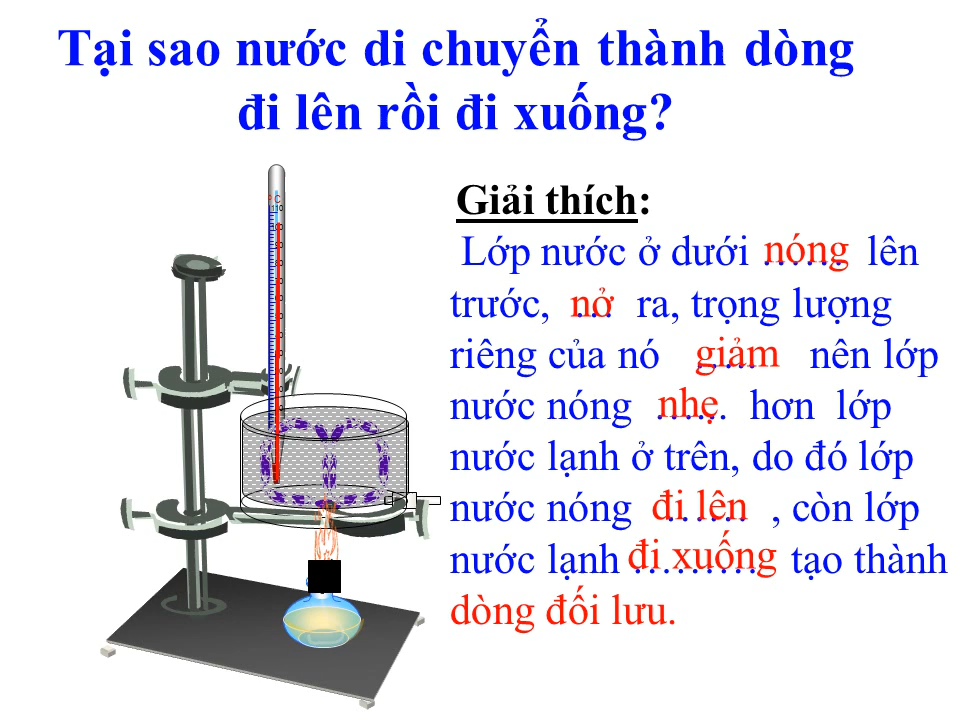 Tại sao nước di chuyển thành dòng
đi lên rồi đi xuống?
Giải thích:
Lớp nước ở dưới nóng lên
trước, nở ra, trọng lượng
riêng của nó giảm nên lớp
nước nóng nhẹ hơn lớp
nước lạnh ở trên, do đó lớp
nước nóng đi lên , còn lớp
nước lạnh đi xuống tạo thành
dòng đối lưu.